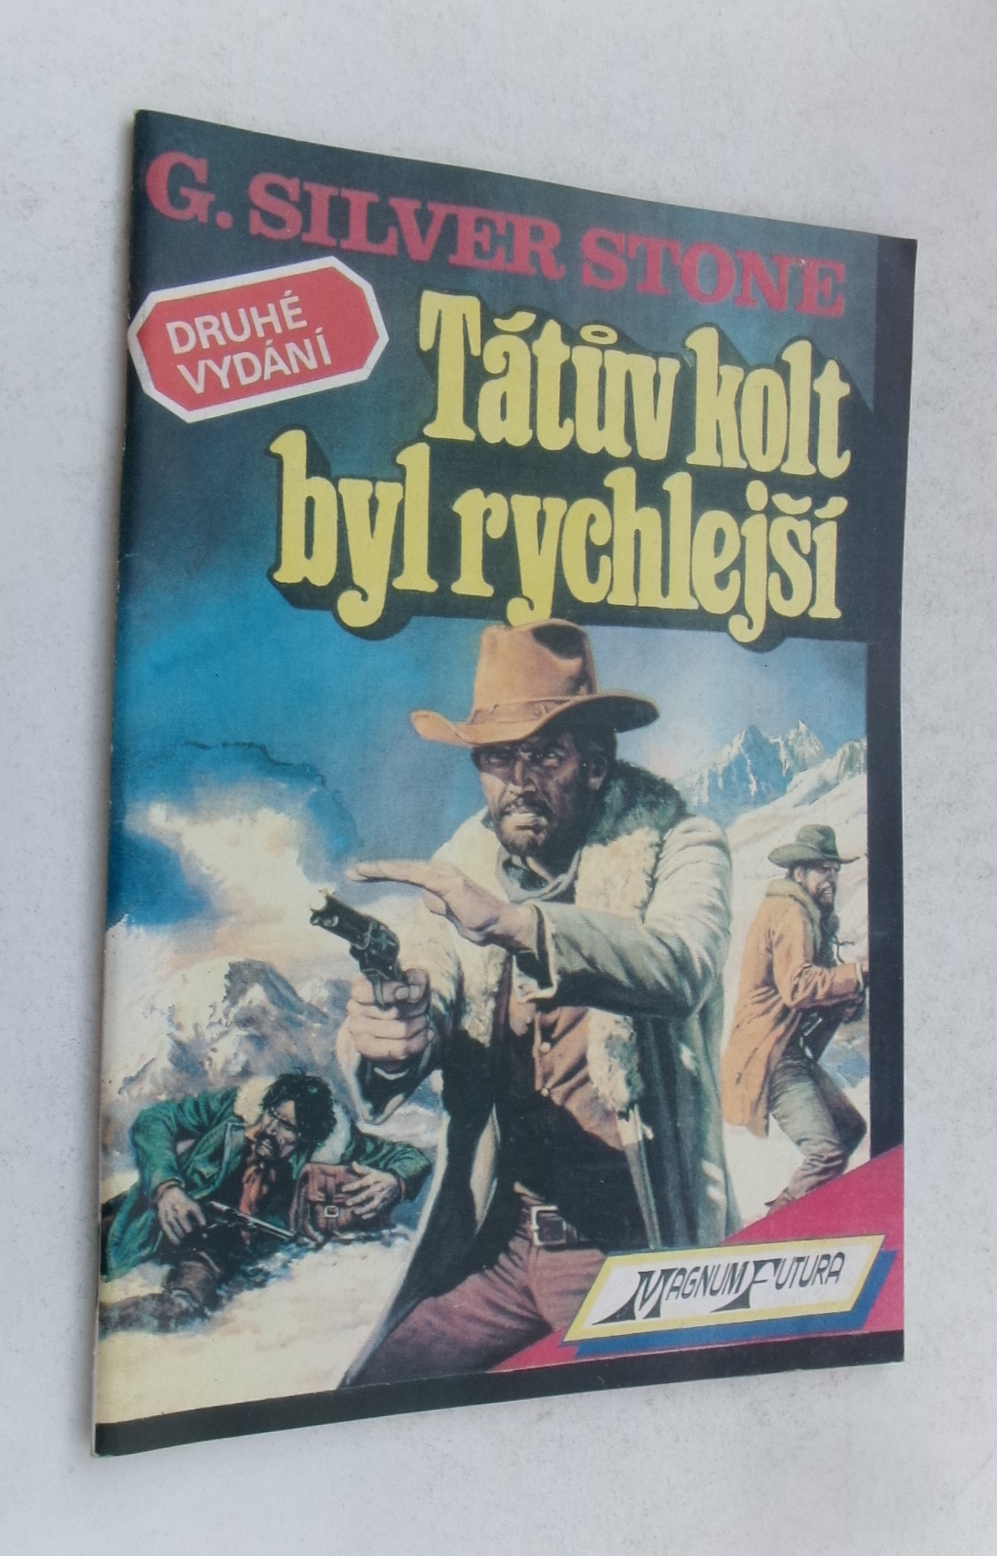 G. SILVER STONE
DRUHÉ
VYDÁNÍ
Tátův kolt
byl rychlejší
MAGNUM FUTURA